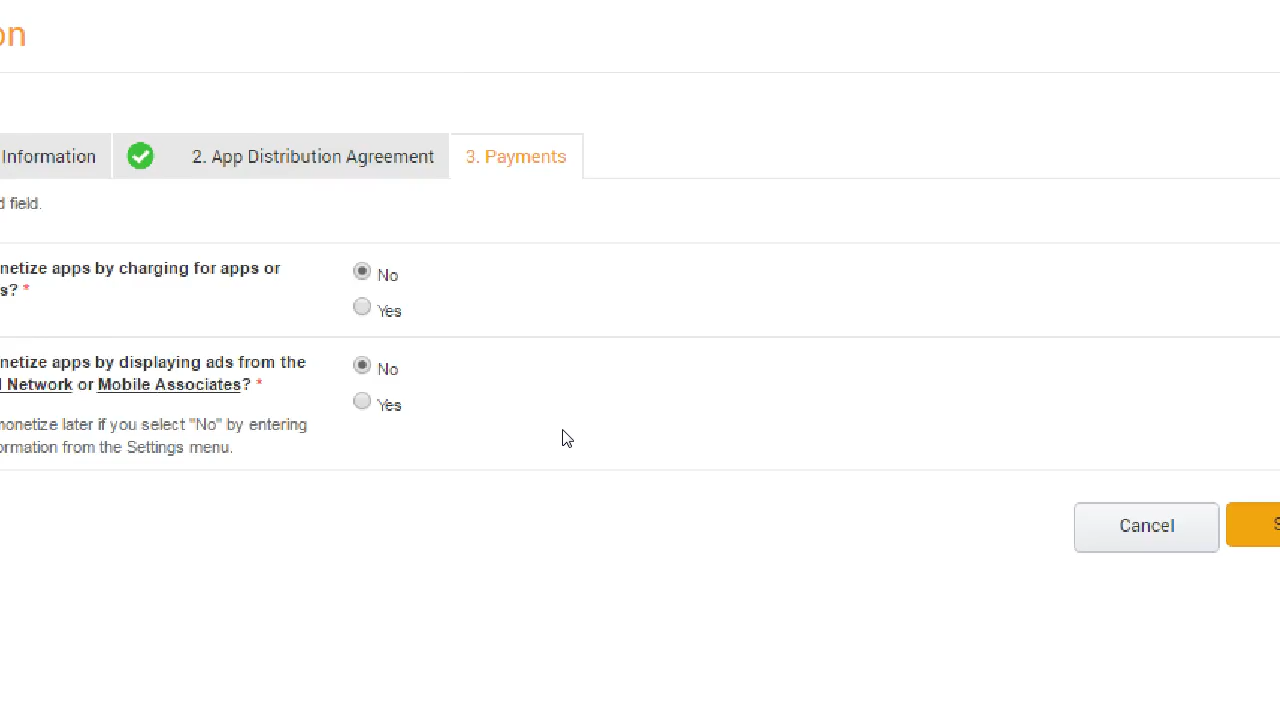 on
Information
2. App Distribution Agreement
3. Payments
d field.
netize apps by charging for apps or
s? *
No
Yes
netize apps by displaying ads from the
Network or Mobile Associates? *
No
Yes
monetize later if you select "No" by entering
ormation from the Settings menu.
Cancel
S